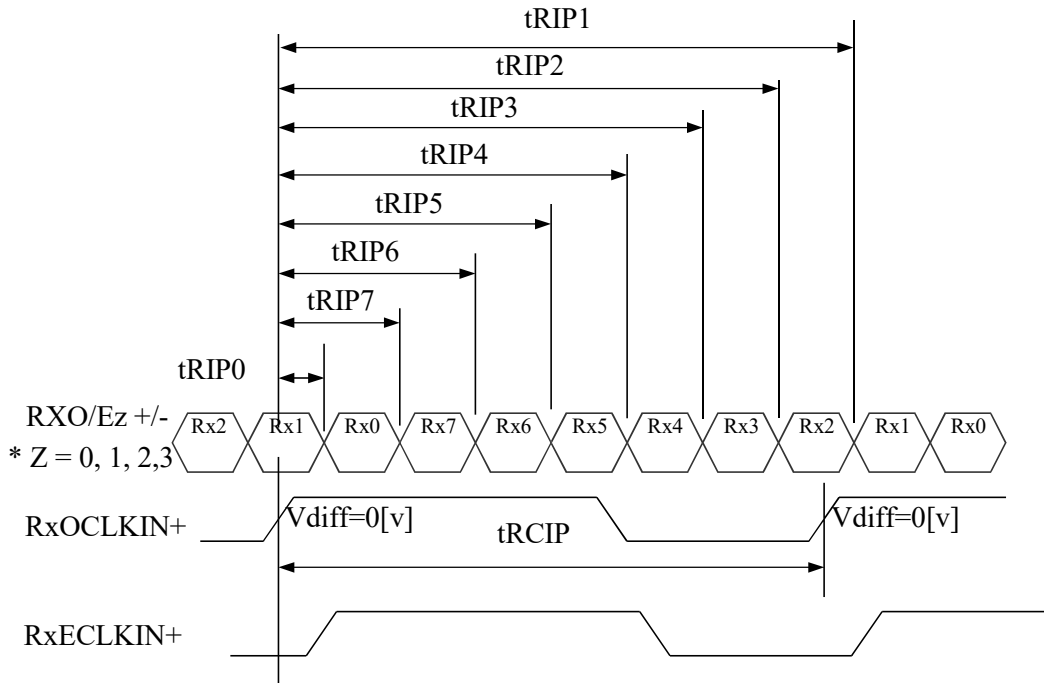 tRIP1
tRIP2
tRIP3
tRIP4
tRIP5
tRIP6
tRIP7
tRIP0
RXO/Ez +/-
* Z = 0, 1, 2,3
Rx2 Rx1 Rx0 Rx7 Rx6 Rx5 Rx4 Rx3 Rx2 Rx1 Rx0
RxOCLKIN+ Vdiff=0[v] Vdiff=0[v]
tRCIP
RxECLKIN+